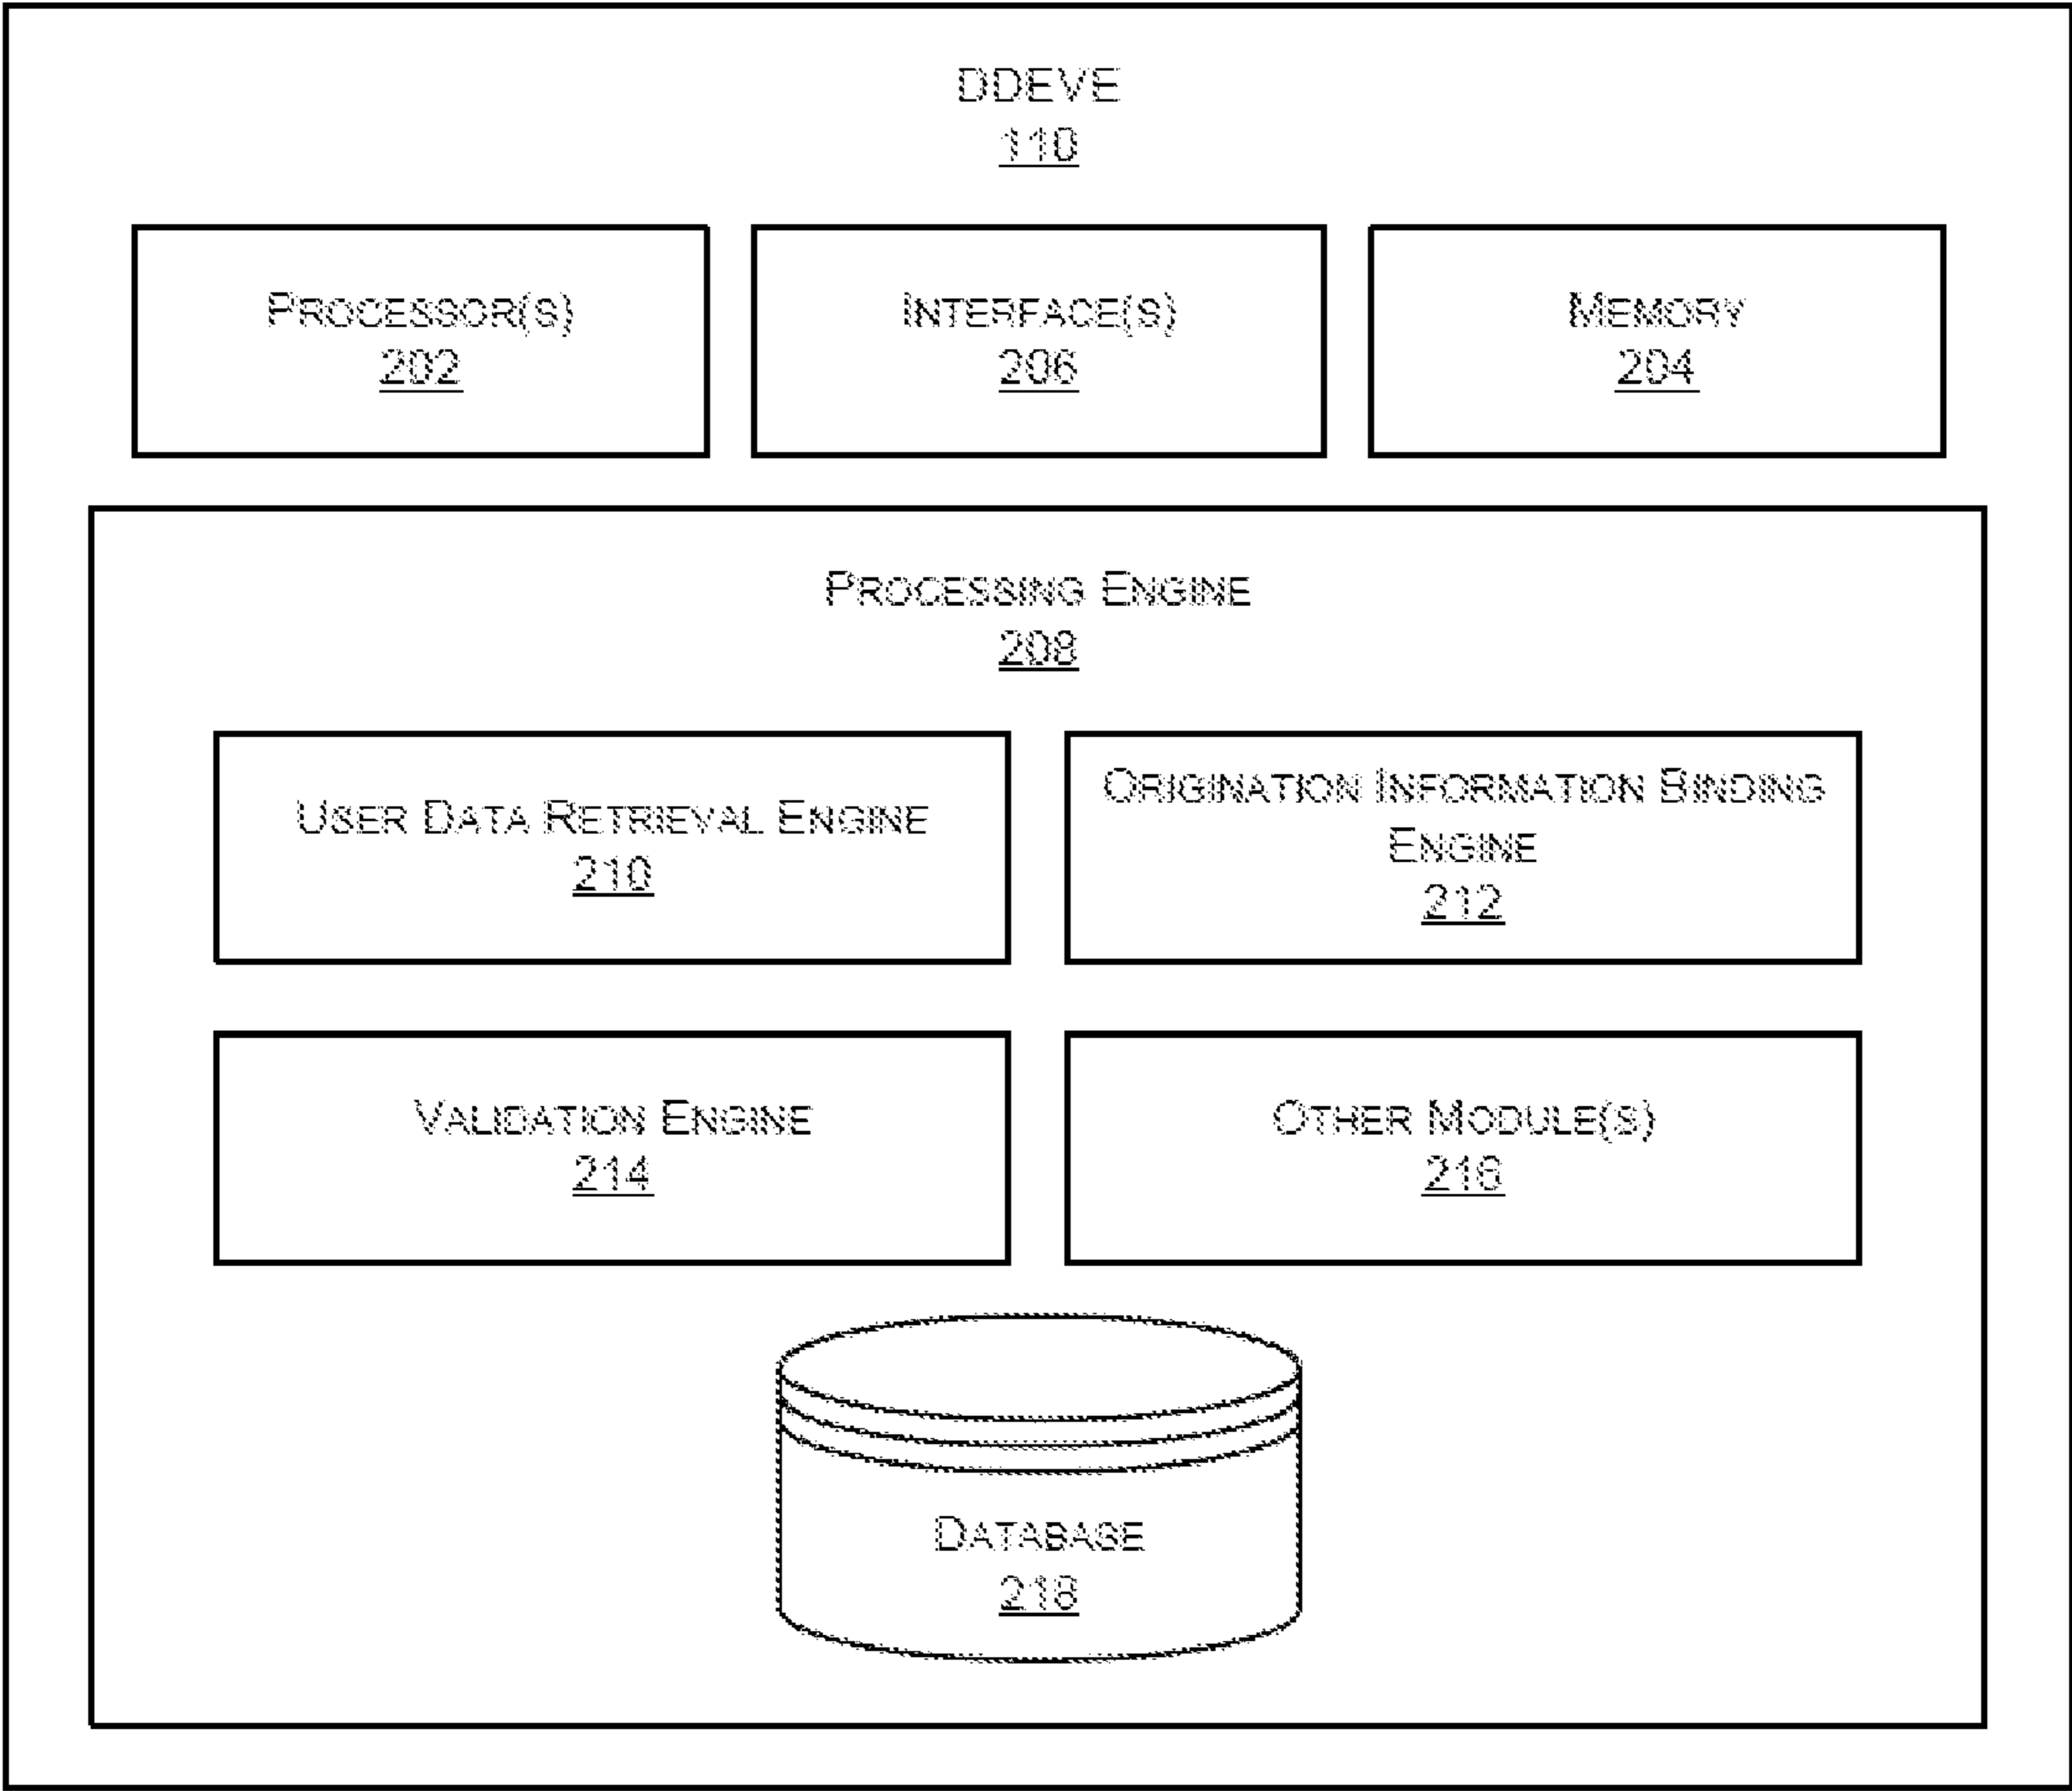 DDEVE
110
PROCESSOR(S)
202
INTERFACE(S)
206
MEMORY
204
PROCESSING ENGINE
208
USER DATA RETRIEVAL ENGINE
210
ORIGINATION INFORMATION BINDING
ENGINE
212
VALIDATION ENGINE
214
OTHER MODULE(S)
216
DATABASE
218